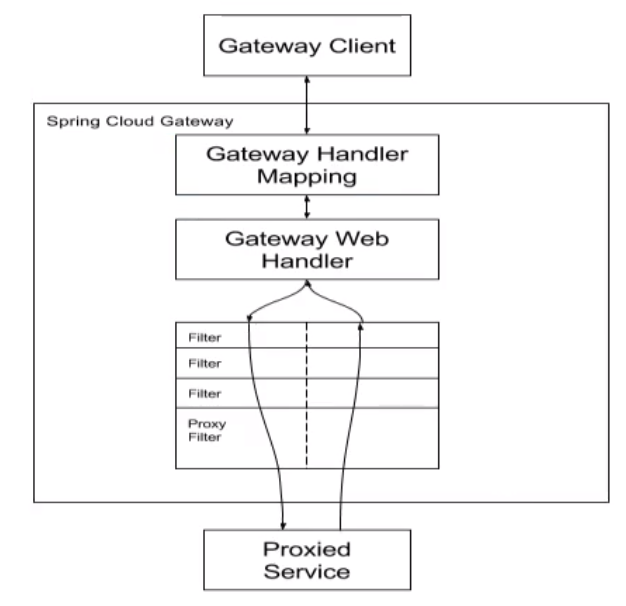 Gateway Client
Spring Cloud Gateway
Gateway Handler
Mapping
Gateway Web
Handler
Filter
Filter
Filter
Proxy
Filter
Proxied
Service